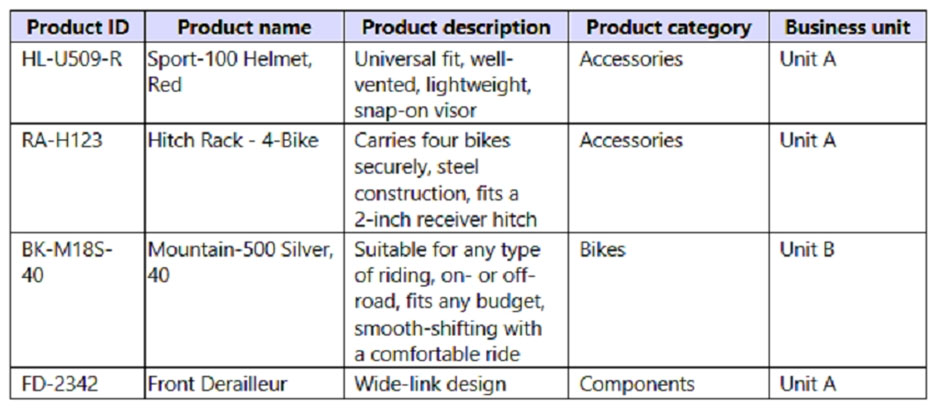 Product ID Product name Product description Product category Business unit
HL-U509-R Sport-100 Helmet, Universal fit, well- Accessories Unit A
Red vented, lightweight,
snap-on visor
RA-H123 Hitch Rack - 4-Bike Carries four bikes Accessories Unit A
securely, steel
construction, fits a
2-inch receiver hitch
BK-M18S- Mountain-500 Silver, Suitable for any type Bikes Unit B
40 40 of riding, on- or off-
road, fits any budget,
smooth-shifting with
a comfortable ride
FD-2342 Front Derailleur Wide-link design Components Unit A